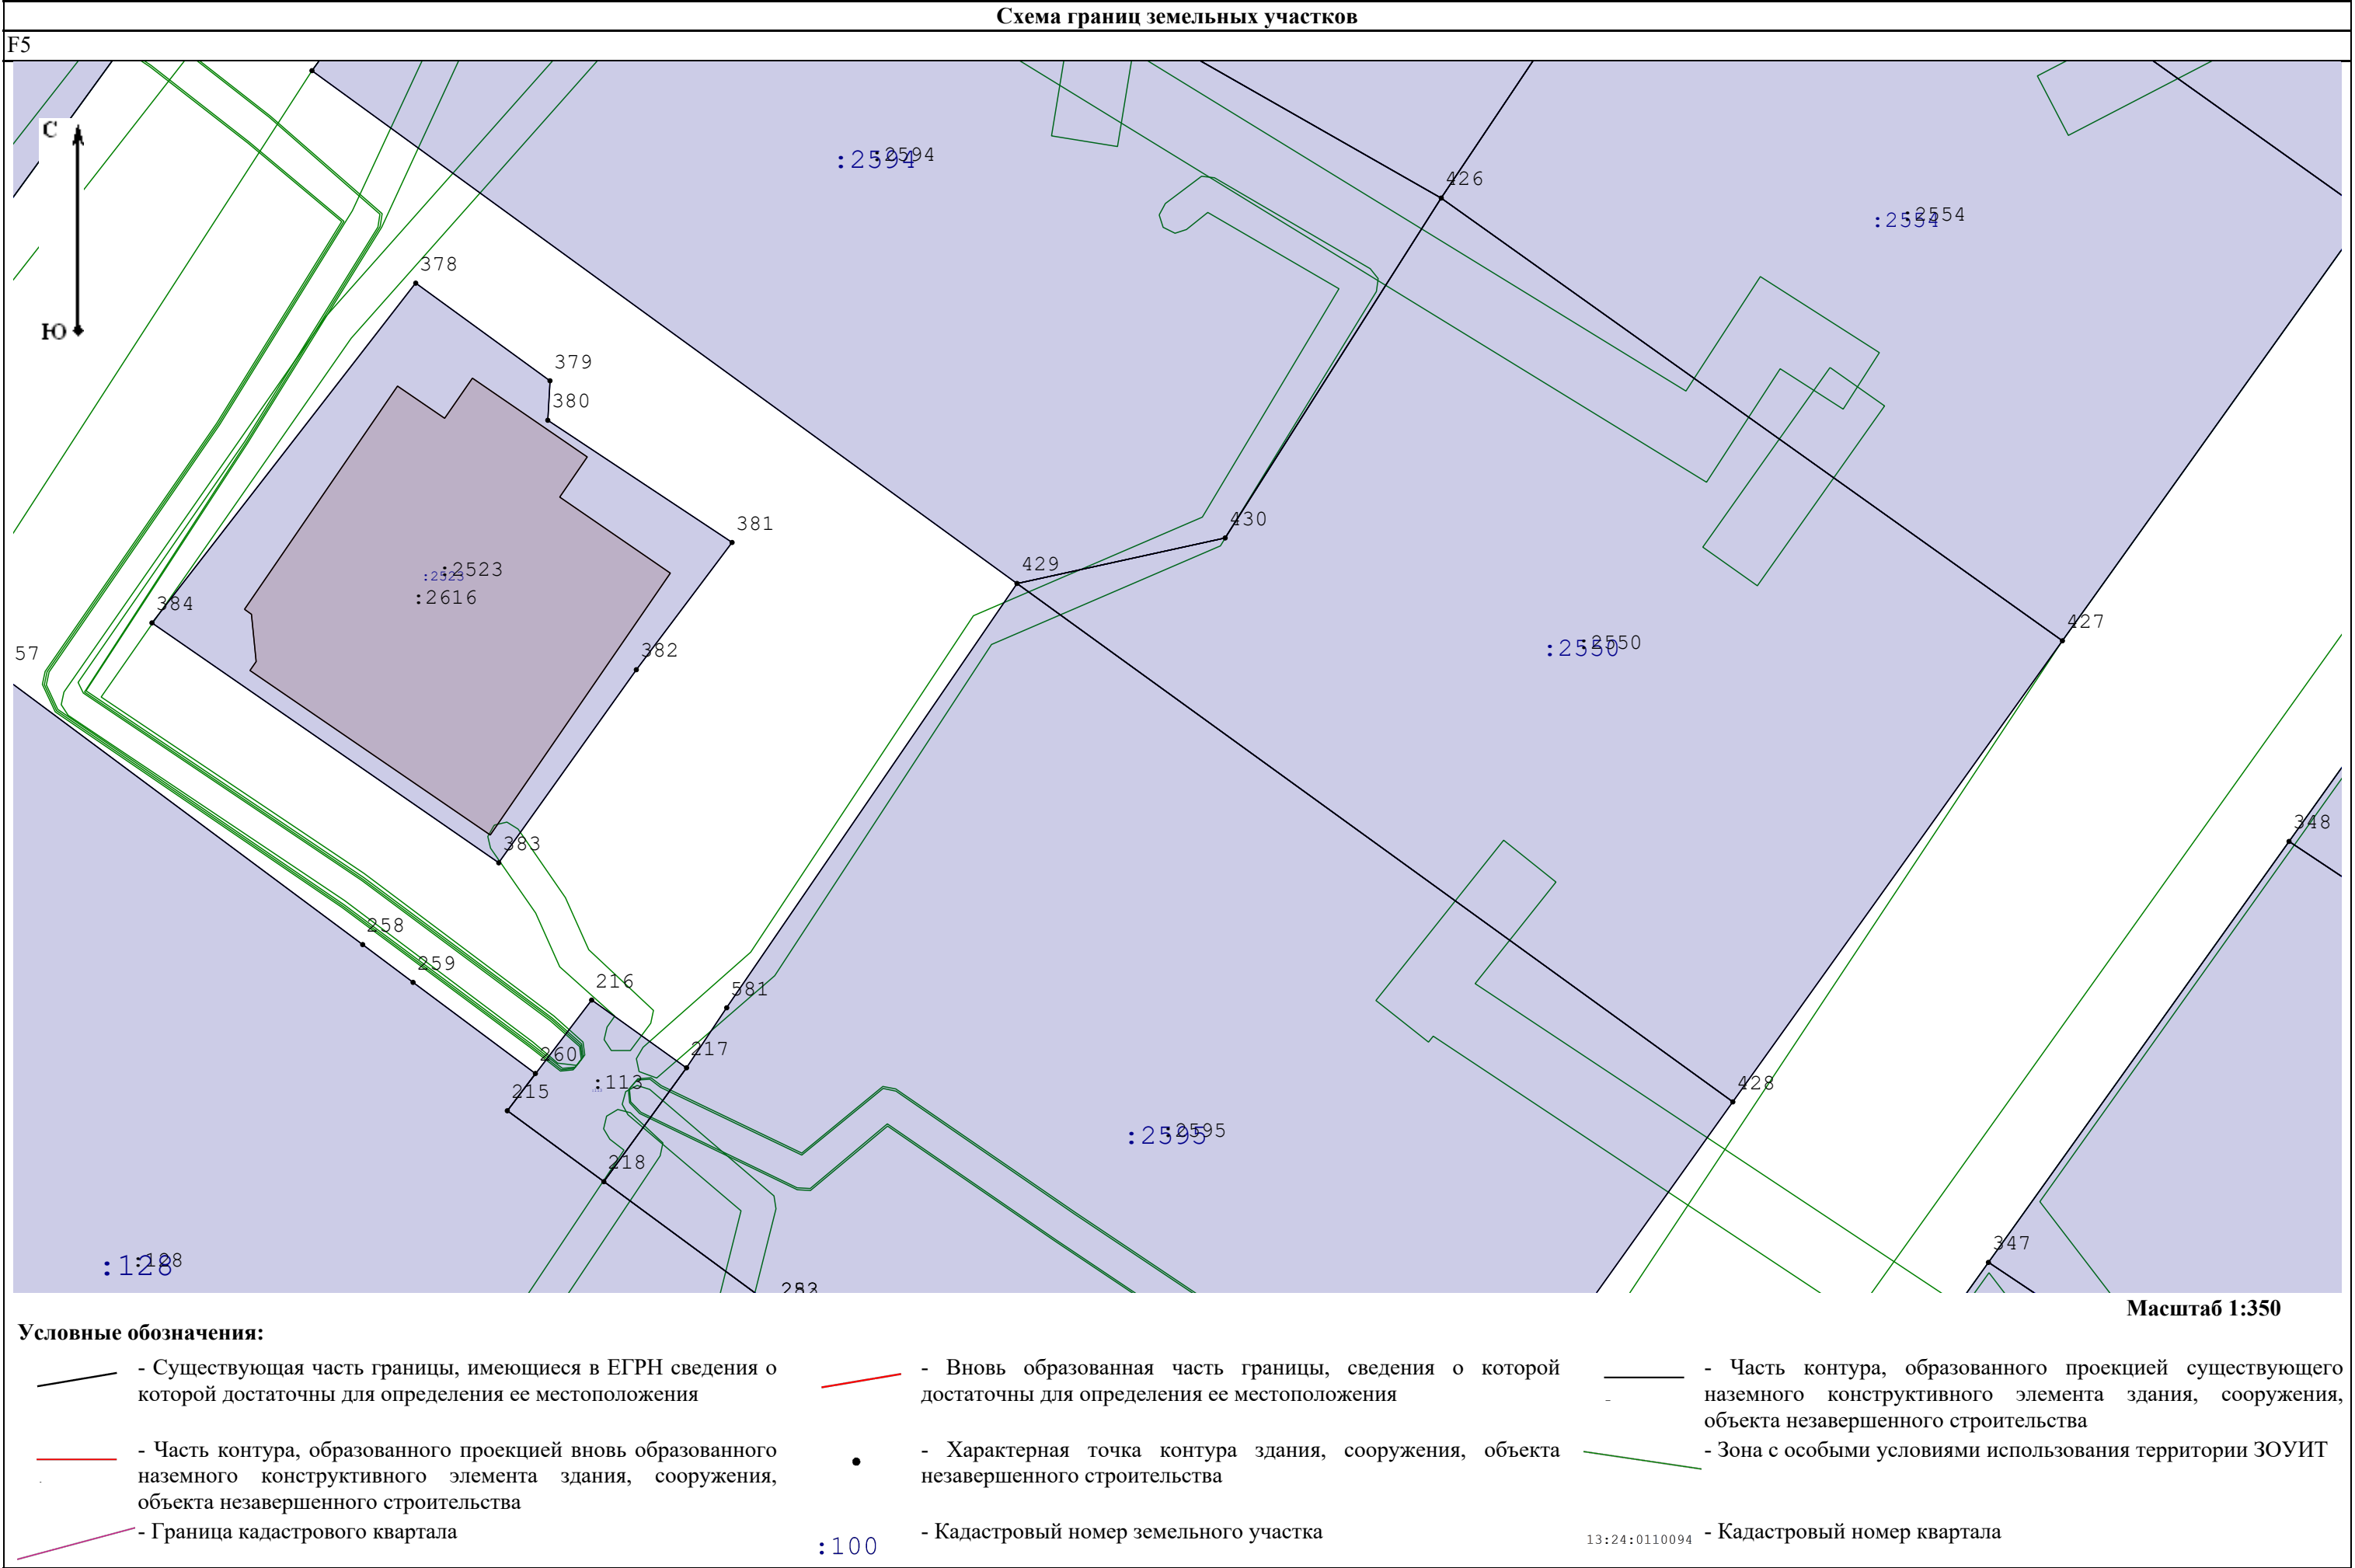 Схема границ земельных участков
F5
С
Ю
:2594
:2594
426
:2554
:2554
378
379
380
381
430
429
:2523
:2523
:2616
384
382
57
427
:2550
:2550
383
348
258
259
216
581
217
260
:113
215
428
:2595
:2595
218
347
:128
:128
Масштаб 1:350
Условные обозначения:
- Существующая часть границы, имеющиеся в ЕГРН сведения о
которой достаточны для определения ее местоположения
- Вновь образованная часть границы, сведения о которой
достаточны для определения ее местоположения
- Часть контура, образованного проекцией существующего
наземного конструктивного элемента здания, сооружения,
объекта незавершенного строительства
- Часть контура, образованного проекцией вновь образованного
наземного конструктивного элемента здания, сооружения,
объекта незавершенного строительства
- Характерная точка контура здания, сооружения, объекта
незавершенного строительства
- Зона с особыми условиями использования территории ЗОУИТ
- Граница кадастрового квартала
:100
- Кадастровый номер земельного участка
13:24:0110094
- Кадастровый номер квартала